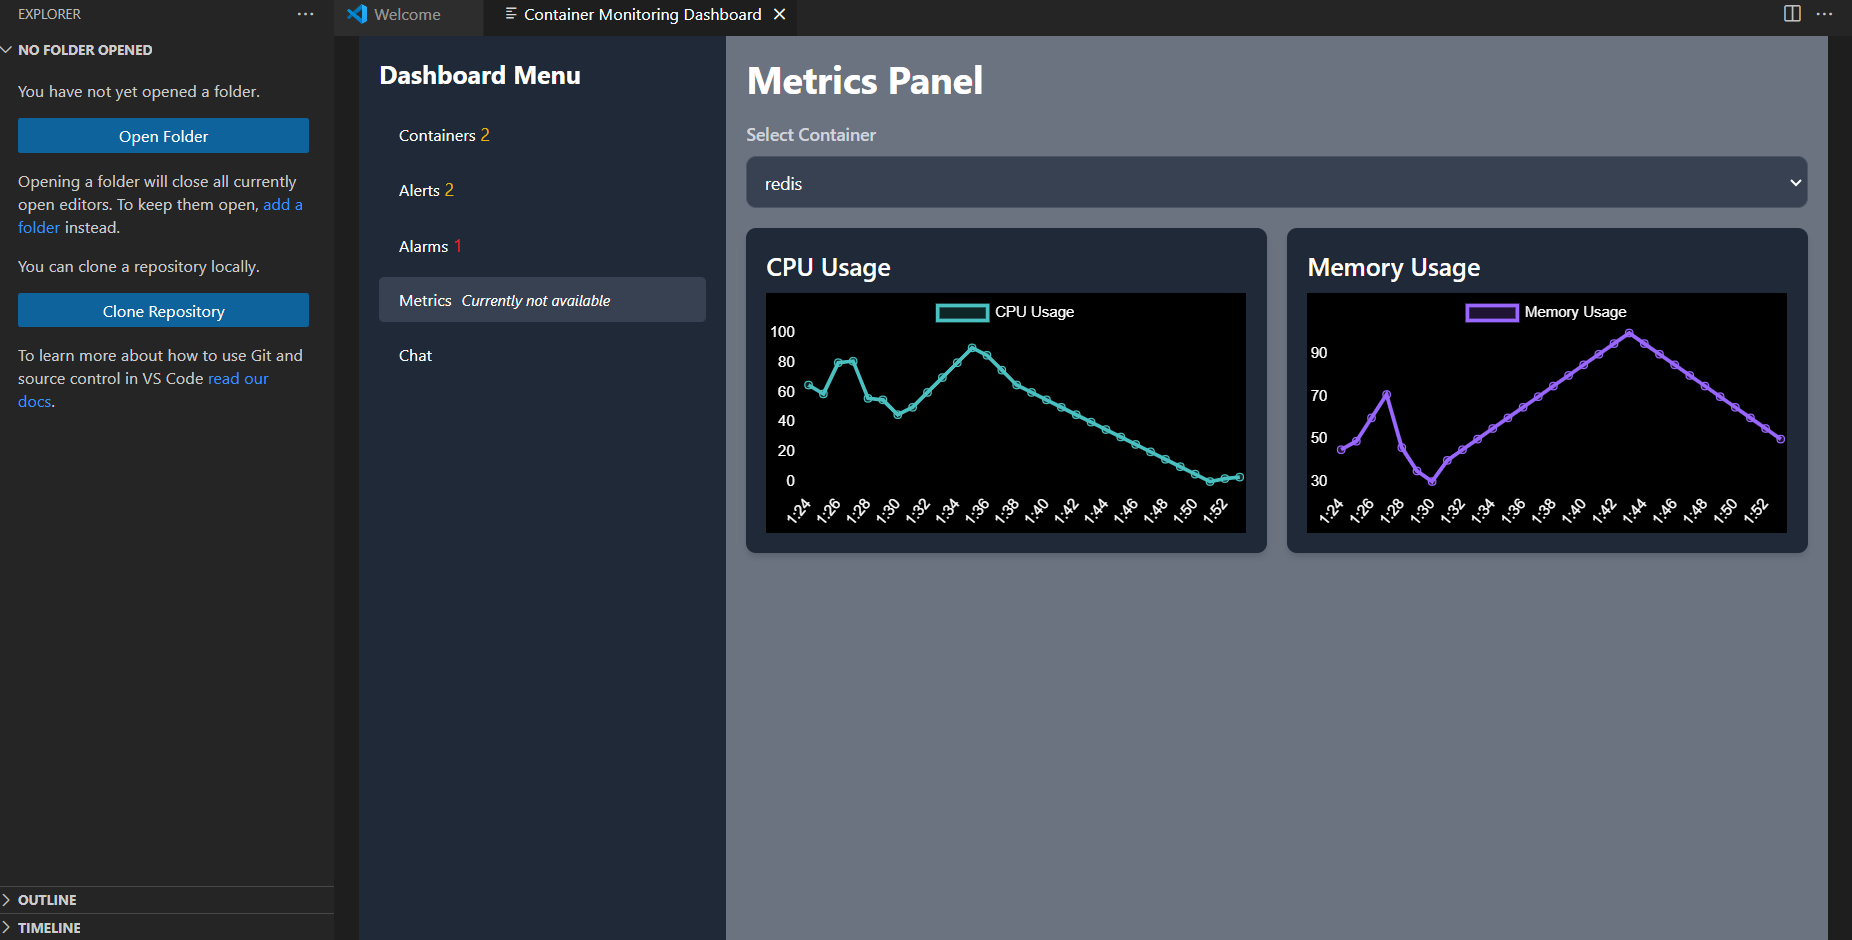 EXPLORER
NO FOLDER OPENED
You have not yet opened a folder.
Open Folder
Opening a folder will close all currently
open editors. To keep them open, add a
folder instead.
You can clone a repository locally.
Clone Repository
To learn more about how to use Git and
source control in VS Code read our
docs.
OUTLINE
TIMELINE
Welcome
Container Monitoring Dashboard
Dashboard Menu
Containers 2
Alerts 2
Alarms 1
Metrics Currently not available
Chat
Metrics Panel
Select Container
redis
CPU Usage
CPU Usage
100
80
60
40
20
0
1:24 1:26 1:28 1:30 1:32 1:34 1:36 1:38 1:40 1:42 1:44 1:46 1:48 1:50 1:52
Memory Usage
Memory Usage
90
70
50
30
1:24 1:26 1:28 1:30 1:32 1:34 1:36 1:38 1:40 1:42 1:44 1:46 1:48 1:50 1:52